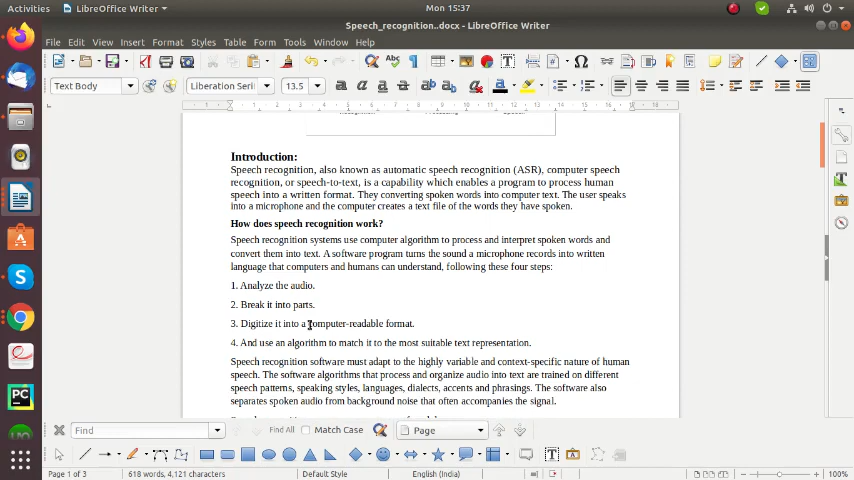 Activities
LibreOffice Writer
Mon 15:37
Speech_recognition..docx - LibreOffice Writer
File Edit View Insert Format Styles Table Form Tools Window Help
Text Body
Liberation Seri
13.5
Introduction:
Speech recognition, also known as automatic speech recognition (ASR), computer speech
recognition, or speech-to-text, is a capability which enables a program to process human
speech into a written format. They converting spoken words into computer text. The user speaks
into a microphone and the computer creates a text file of the words they have spoken.
How does speech recognition work?
Speech recognition systems use computer algorithm to process and interpret spoken words and
convert them into text. A software program turns the sound a microphone records into written
language that computers and humans can understand, following these four steps:
1. Analyze the audio.
2. Break it into parts.
3. Digitize it into a computer-readable format.
4. And use an algorithm to match it to the most suitable text representation.
Speech recognition software must adapt to the highly variable and context-specific nature of human
speech. The software algorithms that process and organize audio into text are trained on different
speech patterns, speaking styles, languages, dialects, accents and phrasings. The software also
separates spoken audio from background noise that often accompanies the signal.
Find
Find All
Match Case
Page
Page 1 of 3
618 words, 4,121 characters
Default Style
English (India)
100%